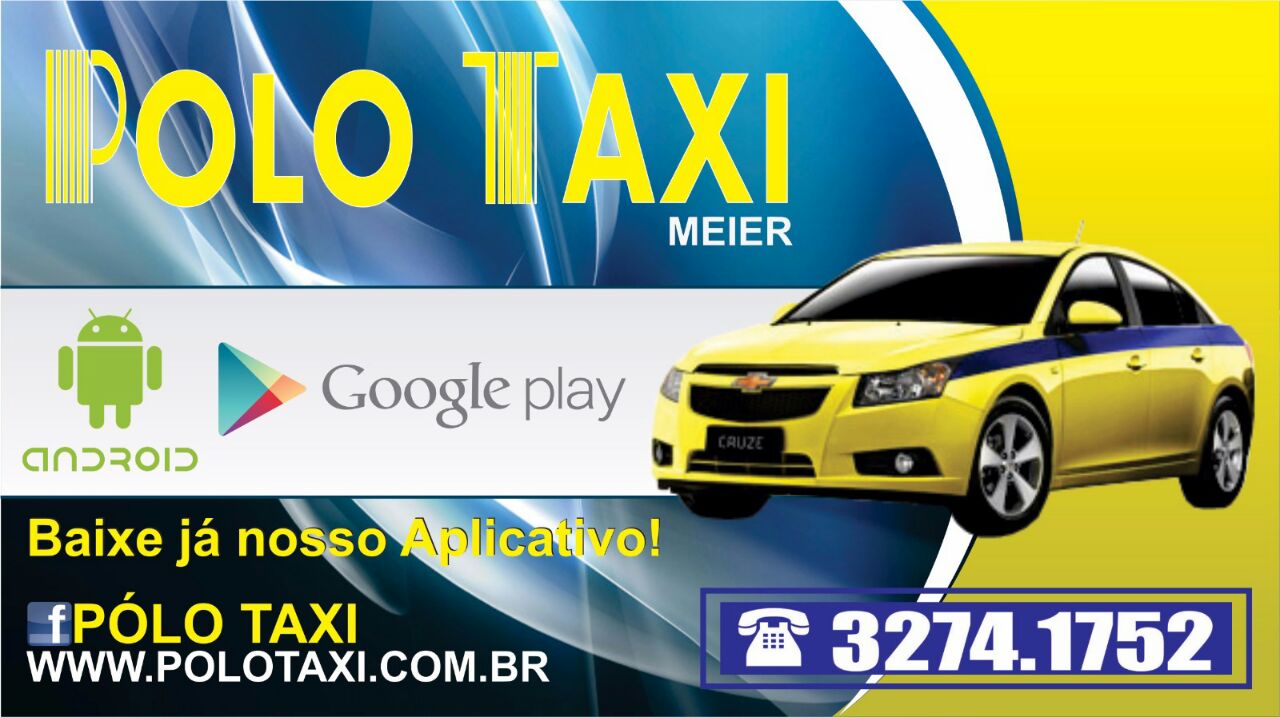 POLO TAXI
MEIER
ANDROID
Google play
CRUZE
Baixe já nosso Aplicativo!
f PÓLO TAXI
WWW.POLOTAXI.COM.BR
3274.1752